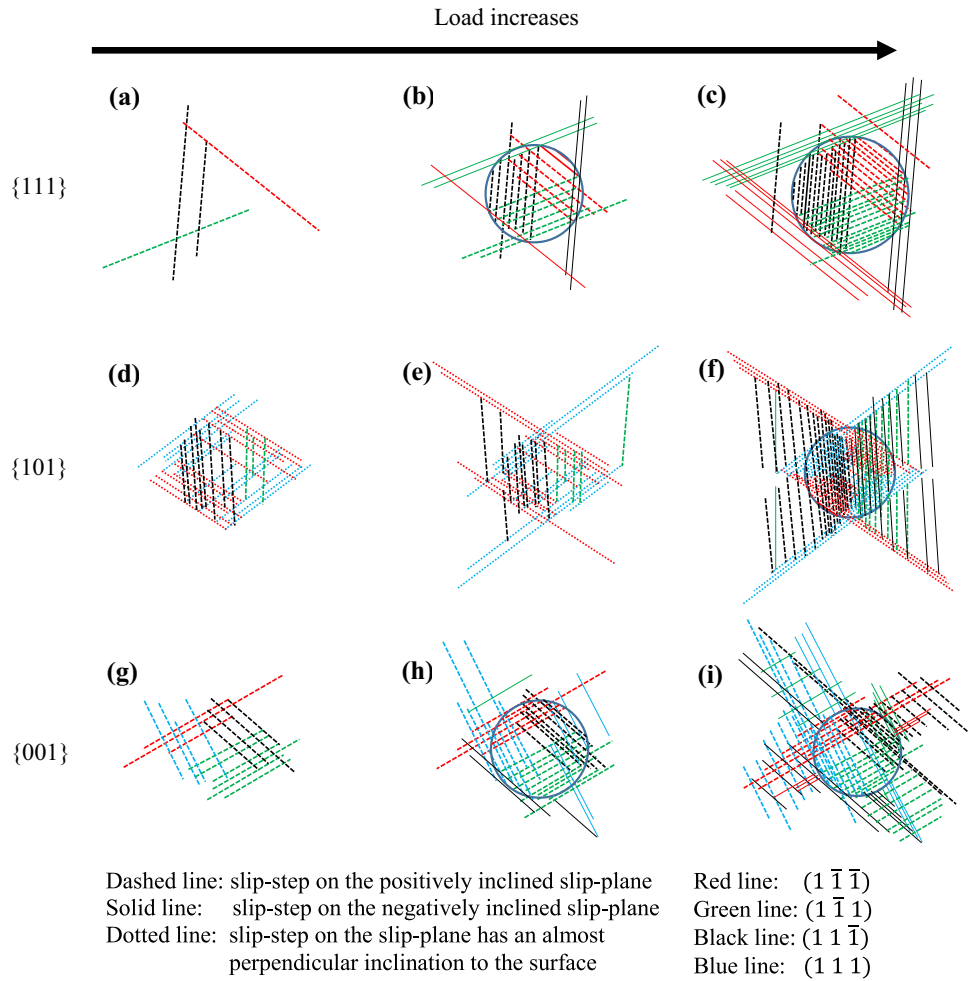 Load increases
(a)
(b)
(c)
{111}
(d)
(e)
(f)
{101}
(g)
(h)
(i)
{001}
Dashed line: slip-step on the positively inclined slip-plane
Solid line: slip-step on the negatively inclined slip-plane
Dotted line: slip-step on the slip-plane has an almost
perpendicular inclination to the surface
Red line: (1 1̅ 1̅)
Green line: (1 1̅ 1)
Black line: (1 1 1̅)
Blue line: (1 1 1)